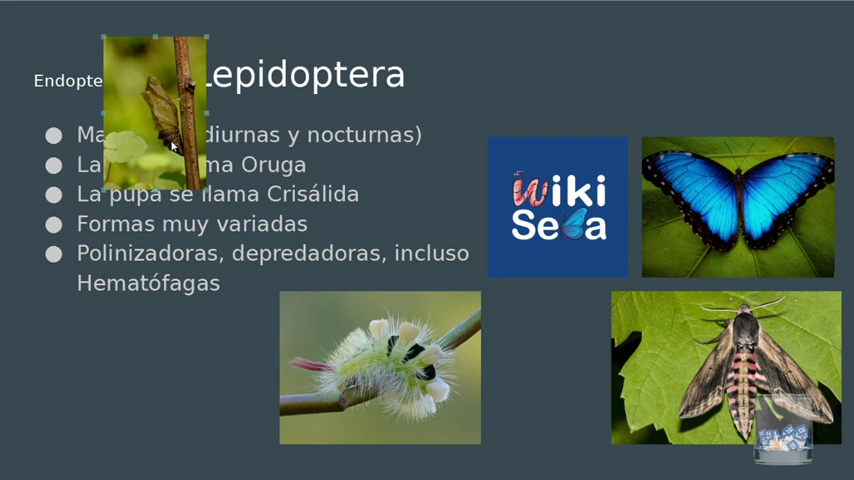 Endopte Lepidoptera
Ma diurnas y nocturnas)
La ma Oruga
La pupa se llama Crisálida
Formas muy variadas
Polinizadoras, depredadoras, incluso
Hematófagas
Wiki
Seda